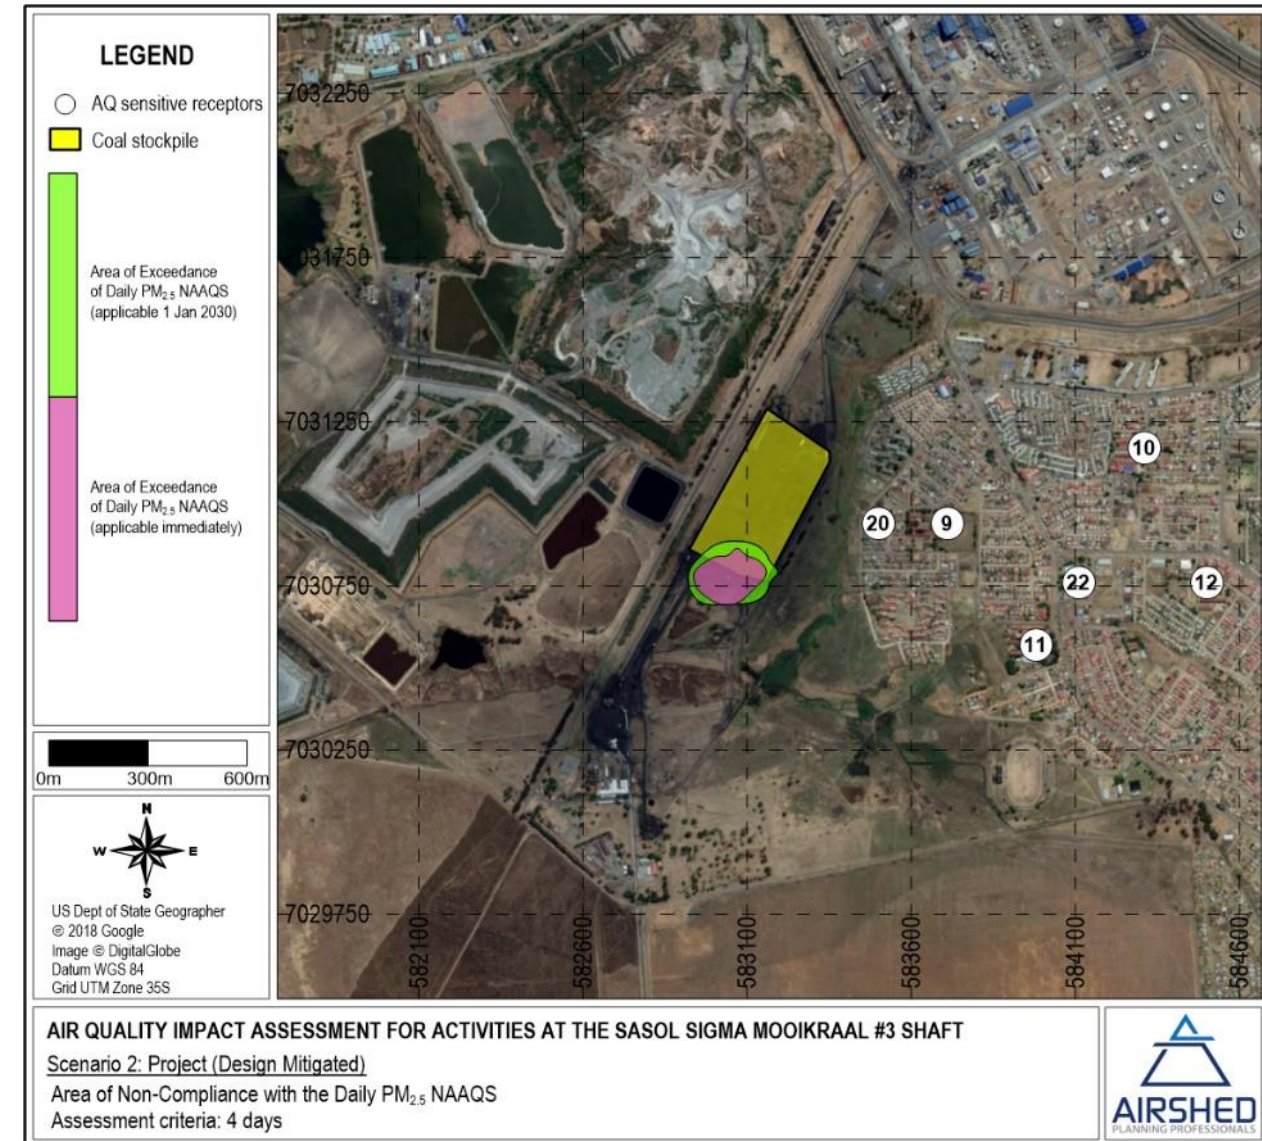 LEGEND
AQ sensitive receptors
Coal stockpile
Area of Exceedance
of Daily PM2.5 NAAQS
(applicable 1 Jan 2030)
Area of Exceedance
of Daily PM2.5 NAAQS
(applicable immediately)
0m 300m 600m
N
W E
S
US Dept of State Geographer
© 2018 Google
Image © DigitalGlobe
Datum WGS 84
Grid UTM Zone 35S
7032250
7031750
7031250
10
20 9
7030750
22 12
11
7030250
7029750
582100 582600 583100 583600 584100 584600
AIR QUALITY IMPACT ASSESSMENT FOR ACTIVITIES AT THE SASOL SIGMA MOOIKRAAL #3 SHAFT
Scenario 2: Project (Design Mitigated)
Area of Non-Compliance with the Daily PM2.5 NAAQS
Assessment criteria: 4 days
AIRSHED
PLANNING PROFESSIONALS